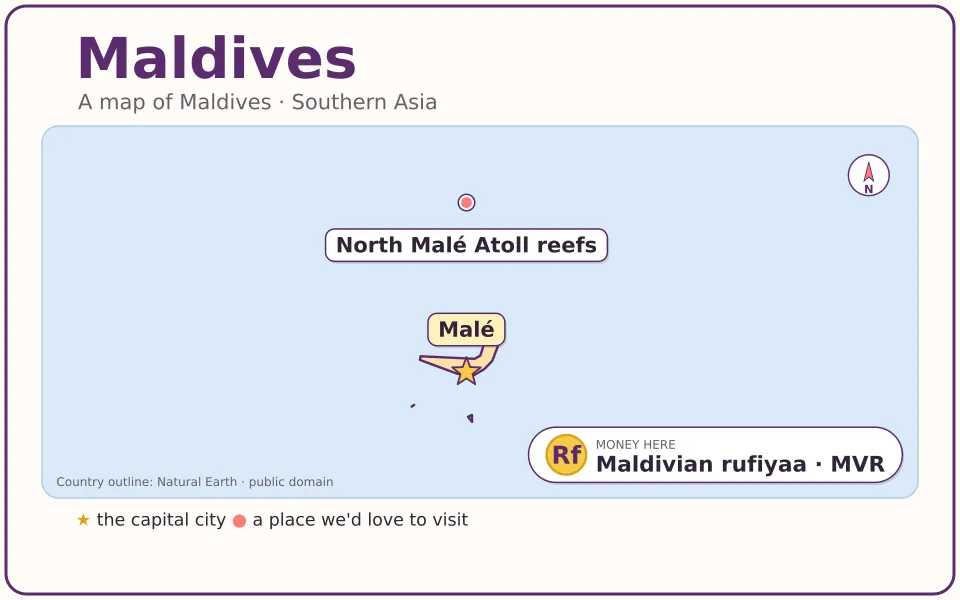 Maldives
A map of Maldives · Southern Asia
N
North Malé Atoll reefs
Malé
Rf
MONEY HERE
Maldivian rufiyaa · MVR
Country outline: Natural Earth · public domain
★ the capital city ● a place we'd love to visit